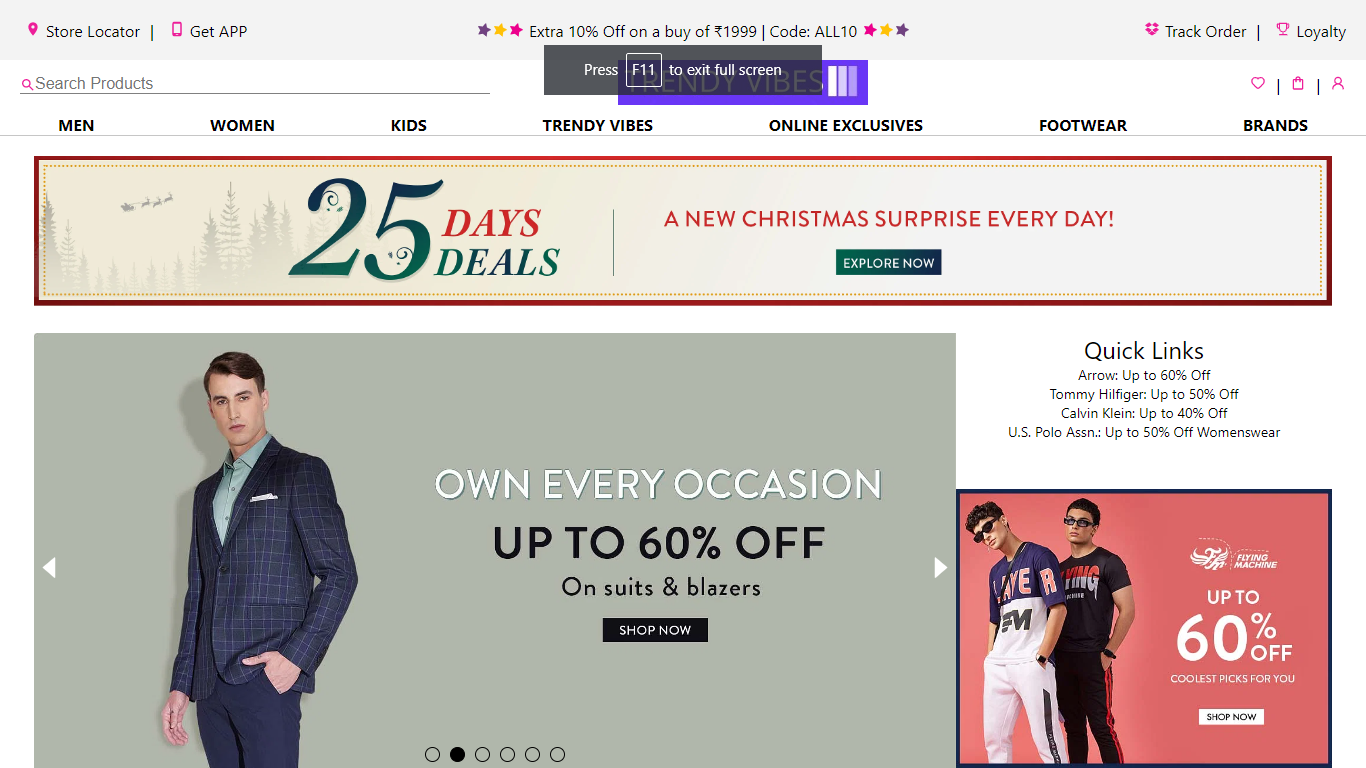 Store Locator | Get APP
Extra 10% Off on a buy of ₹1999 | Code: ALL10
Track Order | Loyalty
Press F11 to exit full screen
Search Products
TRENDY VIBES
MEN WOMEN KIDS TRENDY VIBES ONLINE EXCLUSIVES FOOTWEAR BRANDS
25 DAYS
DEALS
A NEW CHRISTMAS SURPRISE EVERY DAY!
EXPLORE NOW
OWN EVERY OCCASION
UP TO 60% OFF
On suits & blazers
SHOP NOW
Quick Links
Arrow: Up to 60% Off
Tommy Hilfiger: Up to 50% Off
Calvin Klein: Up to 40% Off
U.S. Polo Assn.: Up to 50% Off Womenswear
FLYING
MACHINE
UP TO
60%
OFF
COOLEST PICKS FOR YOU
SHOP NOW